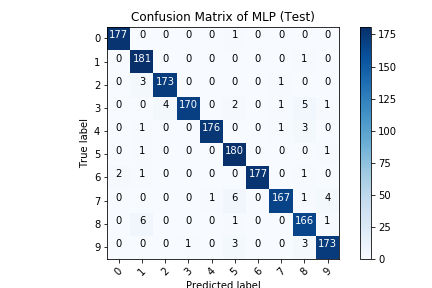 Confusion Matrix of MLP (Test)
0 177 0 0 0 0 1 0 0 0 0
1 0 181 0 0 0 0 0 0 1 0
2 0 3 173 0 0 0 0 1 0 0
3 0 0 4 170 0 2 0 1 5 1
4 0 1 0 0 176 0 0 1 3 0
5 0 1 0 0 0 180 0 0 0 1
6 2 1 0 0 0 0 177 0 1 0
7 0 0 0 0 1 6 0 167 1 4
8 0 6 0 0 0 1 0 0 166 1
9 0 0 0 1 0 3 0 0 3 173
0 1 2 3 4 5 6 7 8 9
True label
Predicted label
175
150
125
100
75
50
25
0